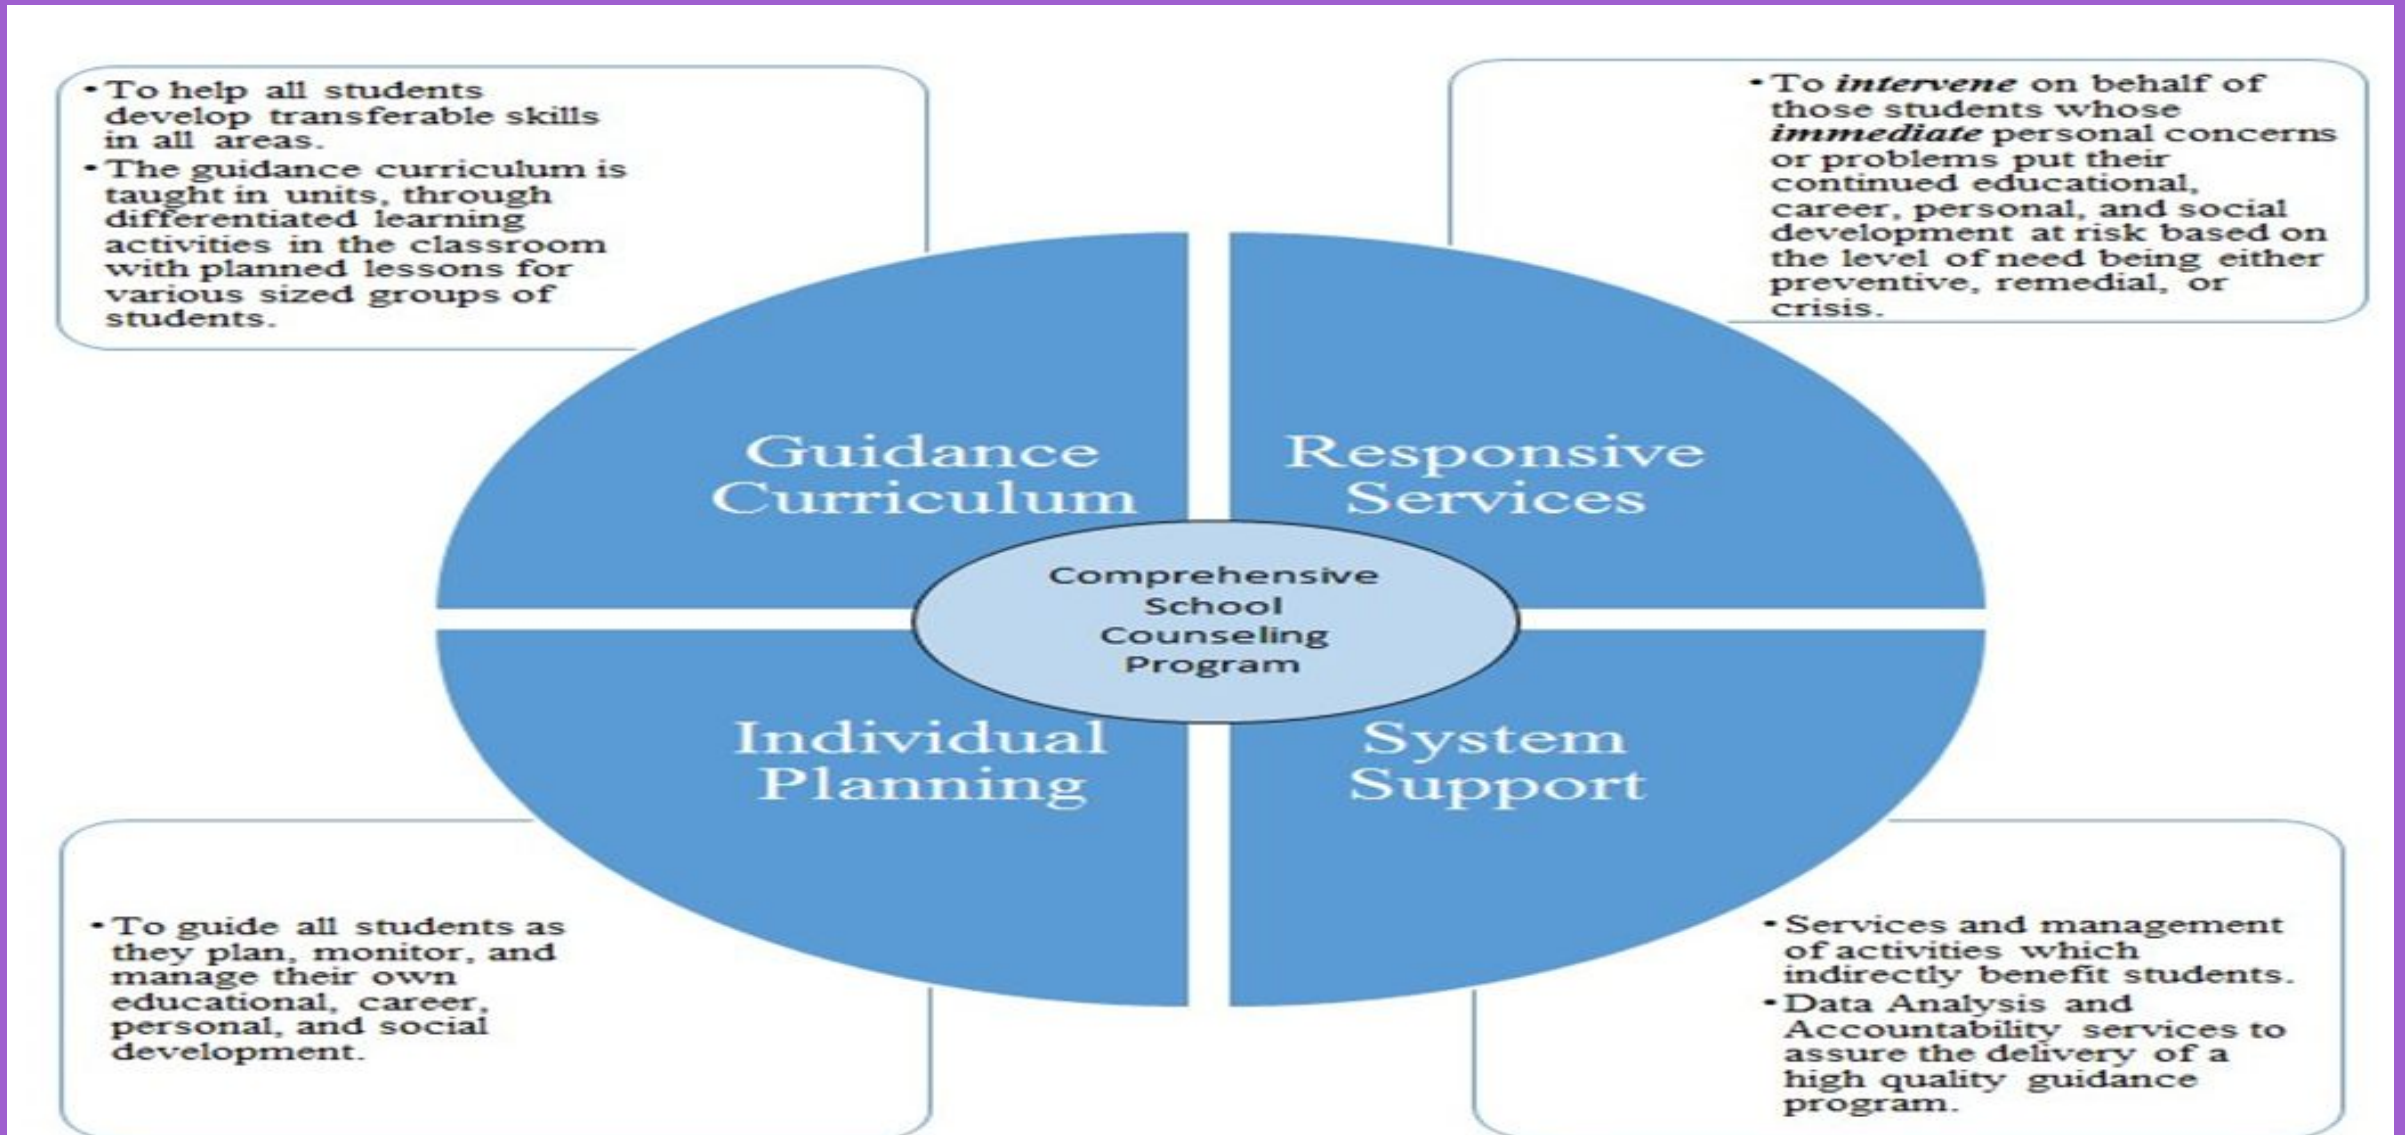 • To help all students
develop transferable skills
in all areas.
• The guidance curriculum is
taught in units, through
differentiated learning
activities in the classroom
with planned lessons for
various sized groups of
students.
• To intervene on behalf of
those students whose
immediate personal concerns
or problems put their
continued educational,
career, personal, and social
development at risk based on
the level of need being either
preventive, remedial, or
crisis.
Guidance
Curriculum
Responsive
Services
Comprehensive
School
Counseling
Program
Individual
Planning
System
Support
• To guide all students as
they plan, monitor, and
manage their own
educational, career,
personal, and social
development.
• Services and management
of activities which
indirectly benefit students.
• Data Analysis and
Accountability services to
assure the delivery of a
high quality guidance
program.